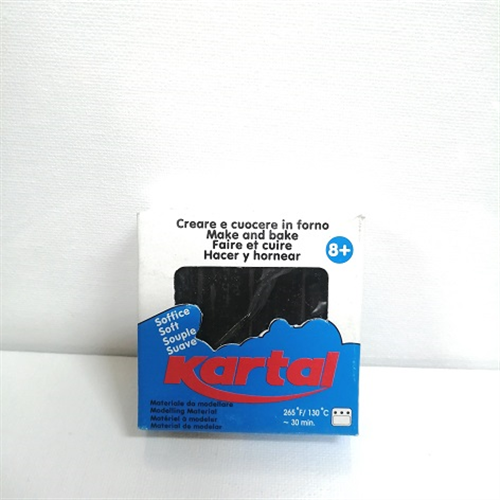 Creare e cuocere in forno
Make and bake
Faire et cuire
Hacer y hornear
8+
Soffice
Soft
Souple
Suave
Kartal
Materiale da modellare
Modelling Material
Matériel à modelar
Material de modelar
265°F/ 130°C
~ 30 min.